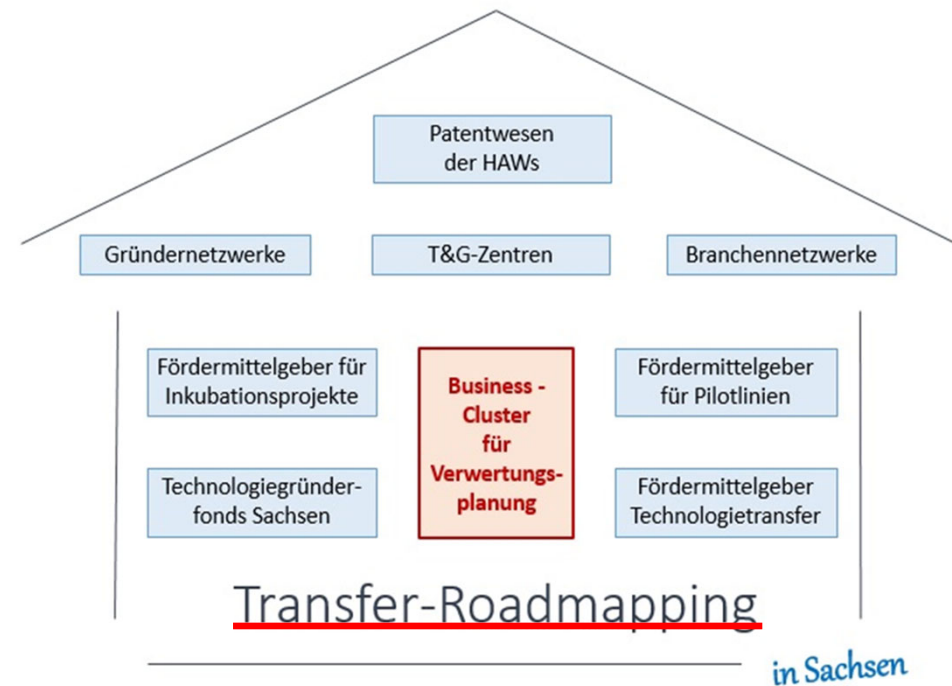 Patentwesen
der HAWs
Gründernetzwerke
T&G-Zentren
Branchennetzwerke
Fördermittelgeber für
Inkubationsprojekte
Business -
Cluster
für
Verwertungs-
planung
Fördermittelgeber
für Pilotlinien
Technologiegründer-
fonds Sachsen
Fördermittelgeber
Technologietransfer
Transfer-Roadmapping
in Sachsen